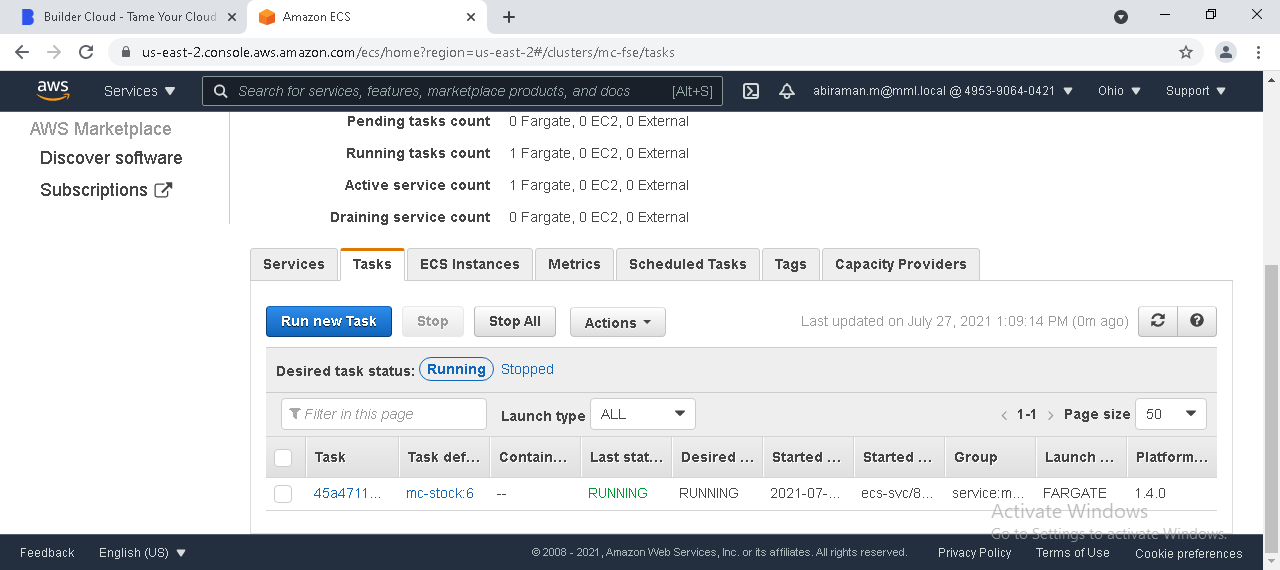 Builder Cloud - Tame Your Cloud
Amazon ECS
us-east-2.console.aws.amazon.com/ecs/home?region=us-east-2#/clusters/mc-fse/tasks
aws
Services
Search for services, features, marketplace products, and docs
[Alt+S]
abiraman.m@mml.local @ 4953-9064-0421
Ohio
Support
AWS Marketplace
Discover software
Subscriptions
Pending tasks count 0 Fargate, 0 EC2, 0 External
Running tasks count 1 Fargate, 0 EC2, 0 External
Active service count 1 Fargate, 0 EC2, 0 External
Draining service count 0 Fargate, 0 EC2, 0 External
Services Tasks ECS Instances Metrics Scheduled Tasks Tags Capacity Providers
Run new Task Stop Stop All Actions Last updated on July 27, 2021 1:09:14 PM (0m ago)
Desired task status: Running Stopped
Filter in this page Launch type ALL < 1-1 > Page size 50
Task Task def... Contain... Last stat... Desired ... Started ... Started ... Group Launch ... Platform...
45a4711... mc-stock:6 -- RUNNING RUNNING 2021-07-... ecs-svc/8... service:m... FARGATE 1.4.0
Activate Windows
Go to Settings to activate Windows.
Feedback English (US) © 2008 - 2021, Amazon Web Services, Inc. or its affiliates. All rights reserved. Privacy Policy Terms of Use Cookie preferences